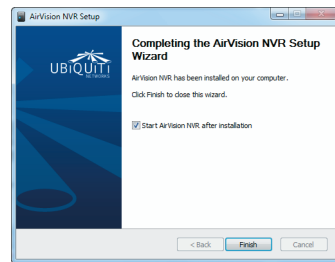 AirVision NVR Setup
UBIQUITI
NETWORKS
Completing the AirVision NVR Setup
Wizard
AirVision NVR has been installed on your computer.
Click Finish to close this wizard.
Start AirVision NVR after installation
< Back
Finish
Cancel